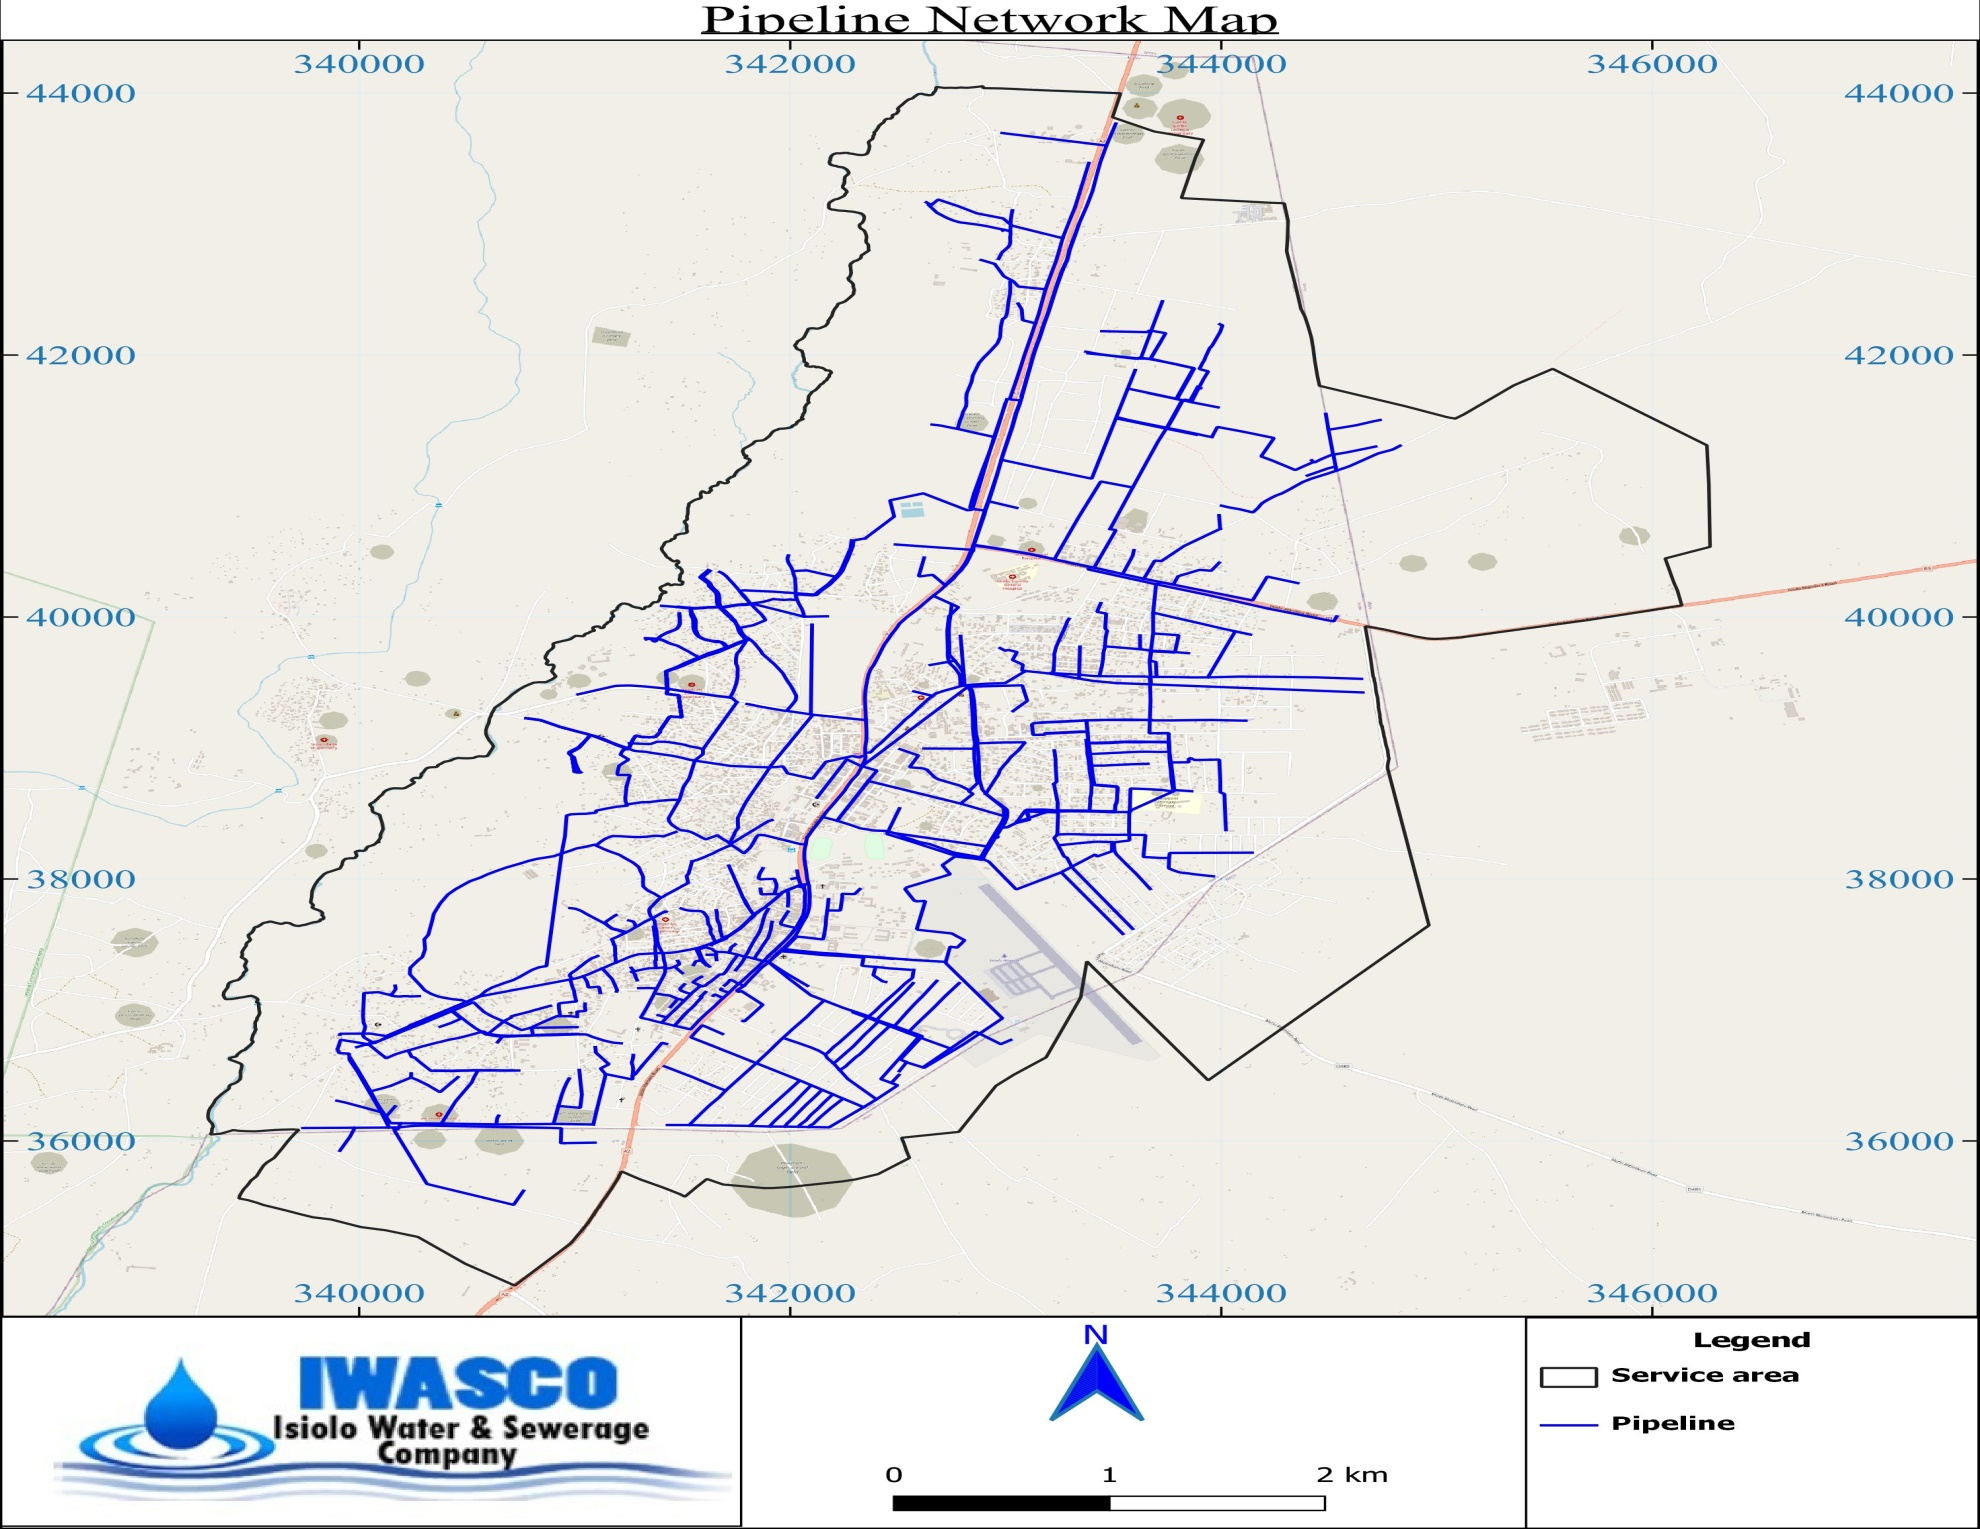 Pipeline Network Map
340000 342000 344000 346000
44000 44000
42000 42000
40000 40000
38000 38000
36000 36000
340000 342000 344000 346000
IWASCO
Isiolo Water & Sewerage
Company
N
0 1 2 km
Legend
Service area
Pipeline